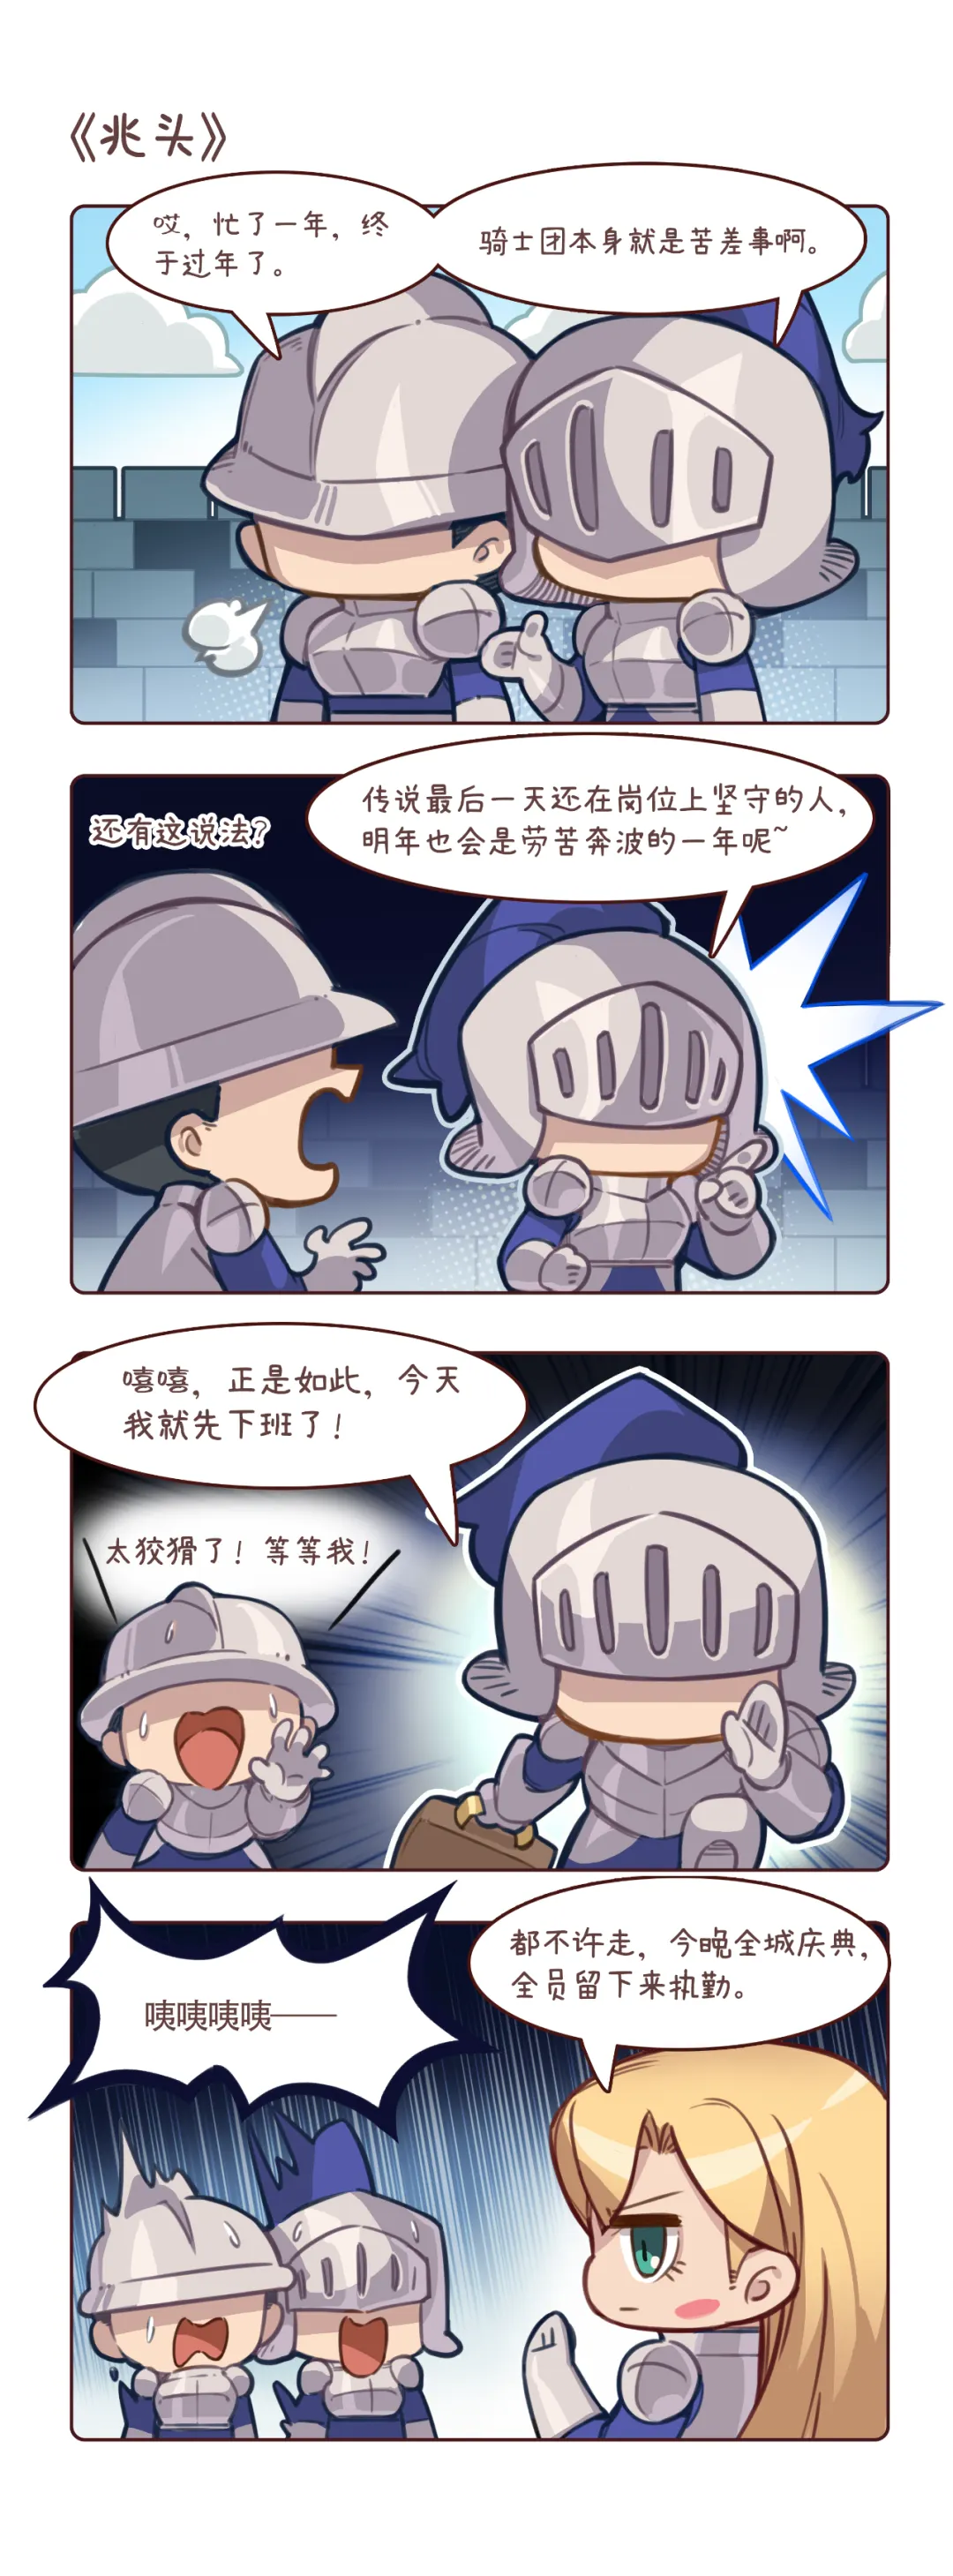 《兆头》
哎，忙了一年，终
于过年了。
骑士团本身就是苦差事啊。
还有这说法？
传说最后一天还在岗位上坚守的人，
明年也会是劳苦奔波的一年呢~
嘻嘻，正是如此，今天
我就先下班了！
太狡猾了！等等我！
咦咦咦咦——
都不许走，今晚全城庆典，
全员留下来执勤。